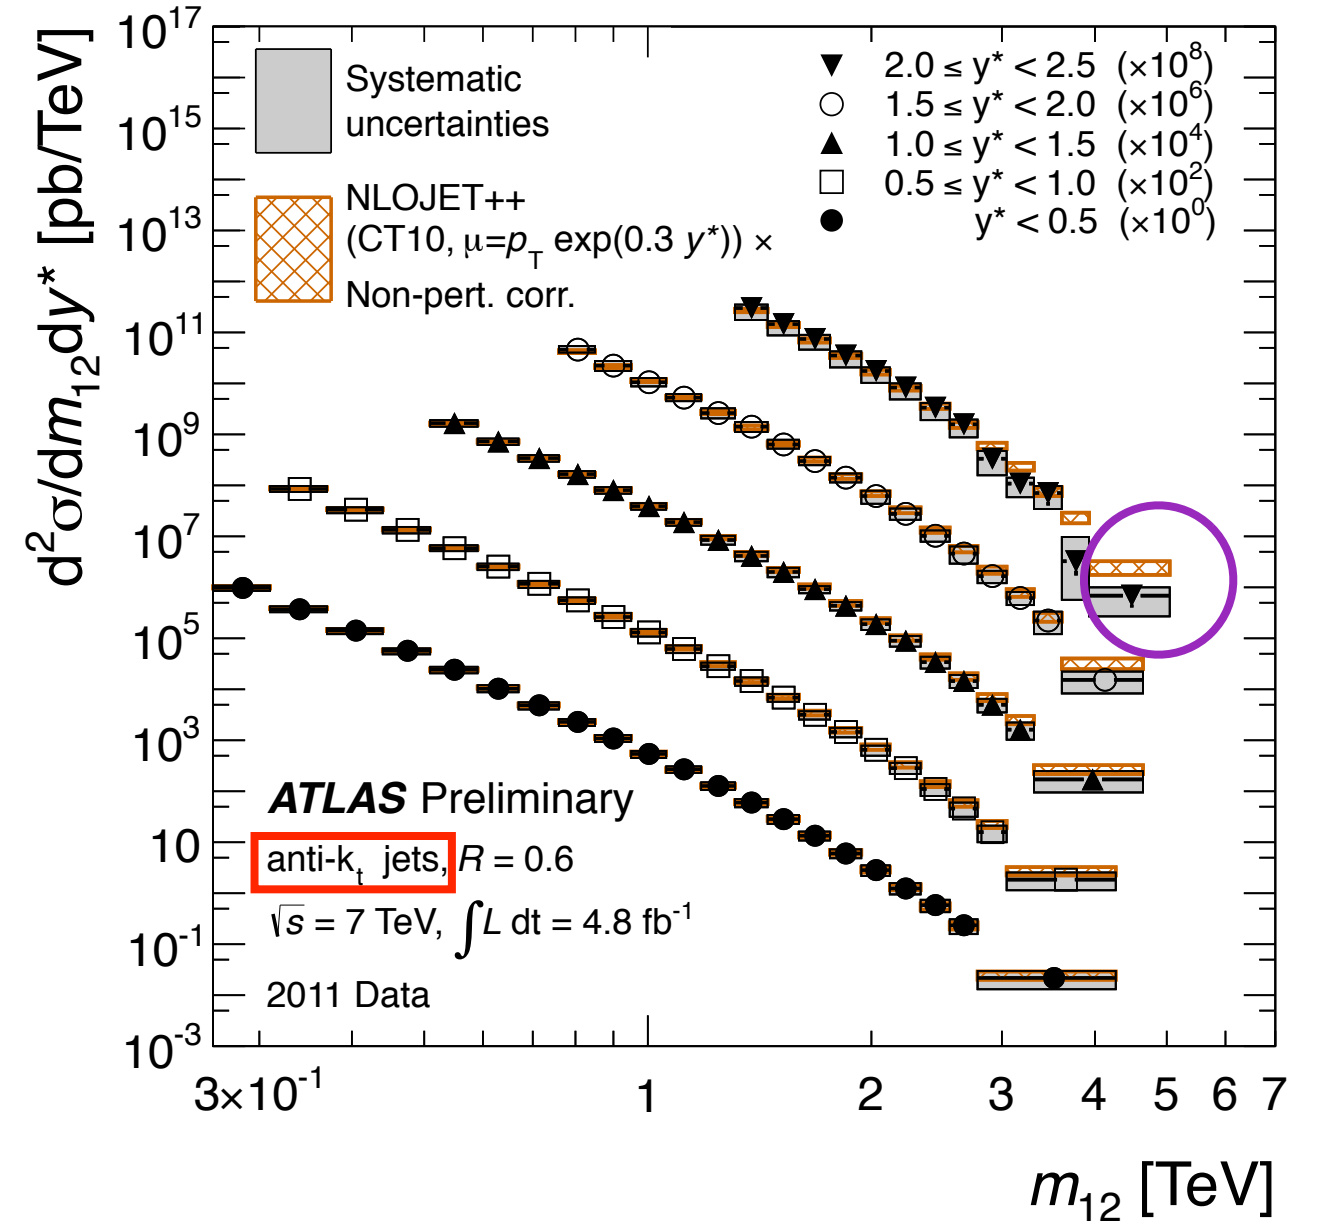 10^17
10^15
10^13
10^11
10^9
10^7
10^5
10^3
10
10^-1
10^-3
d^2σ/dm_12dy* [pb/TeV]
Systematic
uncertainties
NLOJET++
(CT10, μ=p_T exp(0.3 y*)) ×
Non-pert. corr.
2.0 ≤ y* < 2.5 (×10^8)
1.5 ≤ y* < 2.0 (×10^6)
1.0 ≤ y* < 1.5 (×10^4)
0.5 ≤ y* < 1.0 (×10^2)
y* < 0.5 (×10^0)
ATLAS Preliminary
anti-k_t jets, R = 0.6
√s = 7 TeV, ∫L dt = 4.8 fb^-1
2011 Data
3×10^-1 1 2 3 4 5 6 7
m_12 [TeV]